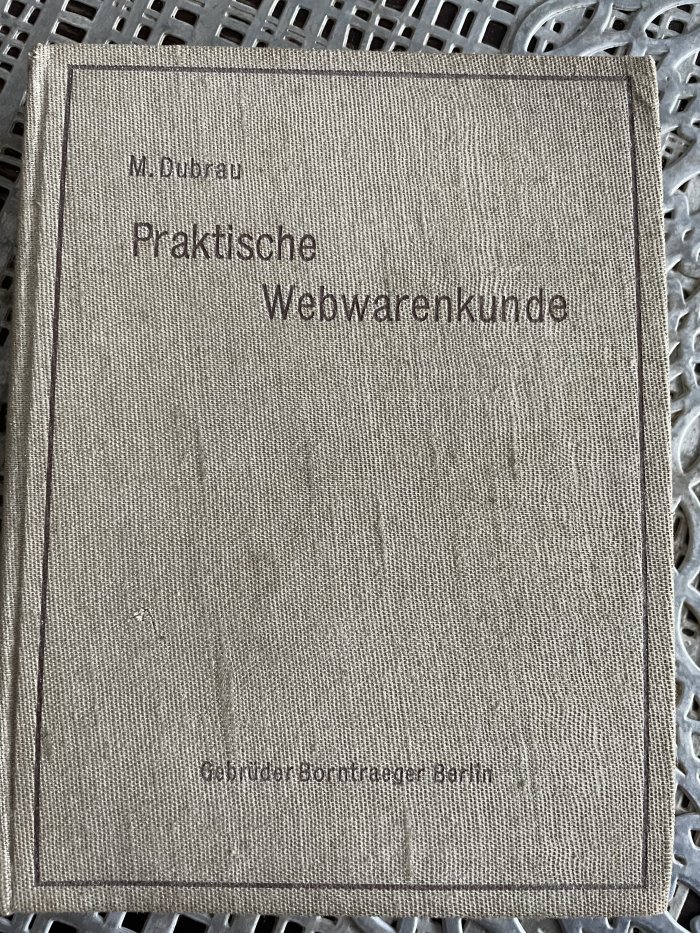 M. Dubrau
Praktische
Webwarenkunde
Gebrüder Borntraeger Berlin